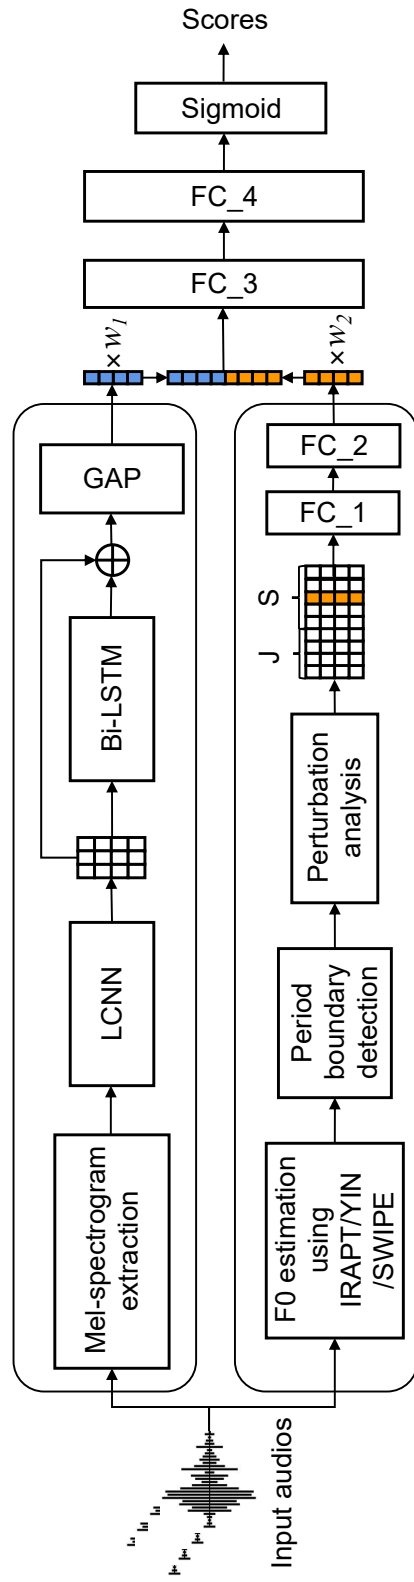 Input audios
Mel-spectrogram
extraction
LCNN
Bi-LSTM
GAP
×w1
F0 estimation
using
IRAPT/YIN
/SWIPE
Period
boundary
detection
Perturbation
analysis
J
S
FC_1
FC_2
×w2
FC_3
FC_4
Sigmoid
Scores